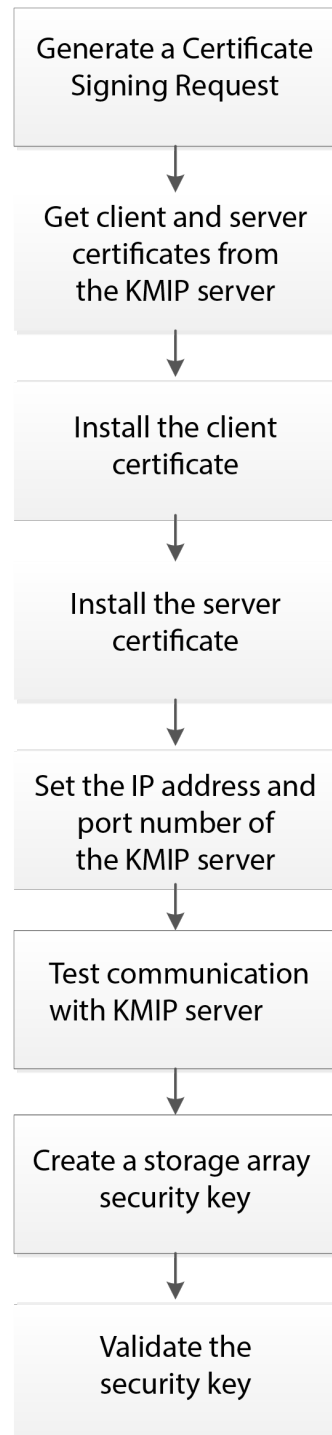 Generate a Certificate
Signing Request
Get client and server
certificates from
the KMIP server
Install the client
certificate
Install the server
certificate
Set the IP address and
port number of
the KMIP server
Test communication
with KMIP server
Create a storage array
security key
Validate the
security key